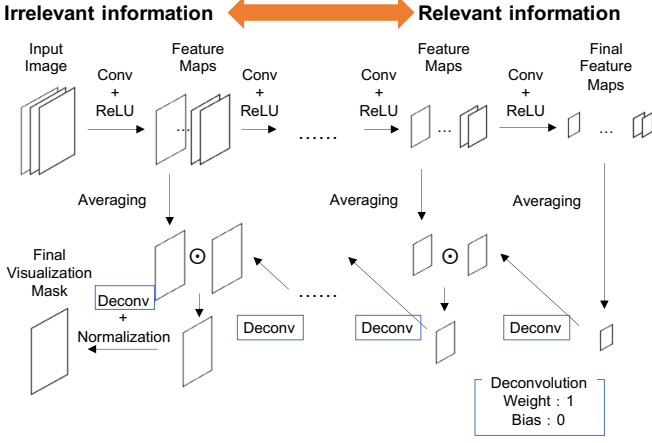 Irrelevant information
Relevant information
Input
Image
Conv
+
ReLU
Feature
Maps
...
Conv
+
ReLU
......
Conv
+
ReLU
Feature
Maps
...
Conv
+
ReLU
Final
Feature
Maps
...
Averaging
Averaging
Averaging
Final
Visualization
Mask
Deconv
+
Normalization
Deconv
......
Deconv
Deconv
Deconvolution
Weight : 1
Bias : 0